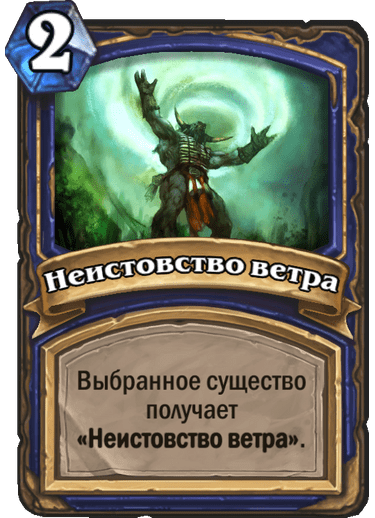 2
Неистовство ветра
Выбранное существо
получает
«Неистовство ветра».